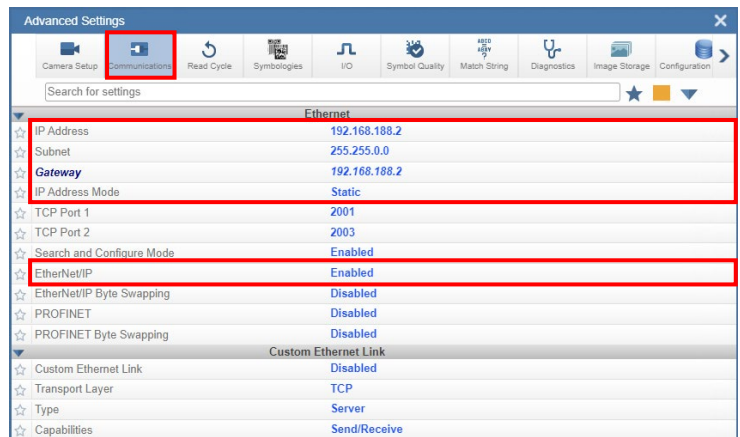 Advanced Settings
Camera Setup Communications Read Cycle Symbologies I/O Symbol Quality Match String Diagnostics Image Storage Configuration
Search for settings
Ethernet
IP Address 192.168.188.2
Subnet 255.255.0.0
Gateway 192.168.188.2
IP Address Mode Static
TCP Port 1 2001
TCP Port 2 2003
Search and Configure Mode Enabled
EtherNet/IP Enabled
EtherNet/IP Byte Swapping Disabled
PROFINET Disabled
PROFINET Byte Swapping Disabled
Custom Ethernet Link
Custom Ethernet Link Disabled
Transport Layer TCP
Type Server
Capabilities Send/Receive